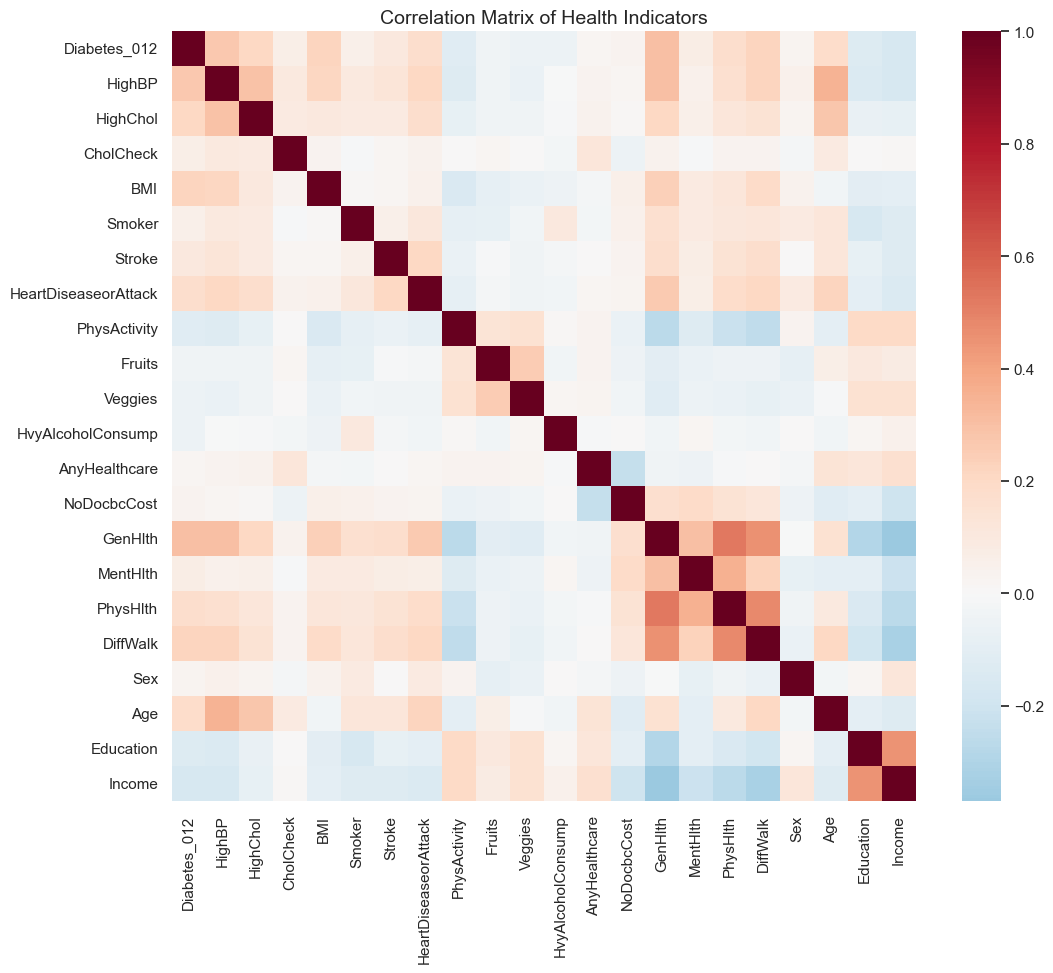 Correlation Matrix of Health Indicators
Diabetes_012
HighBP
HighChol
CholCheck
BMI
Smoker
Stroke
HeartDiseaseorAttack
PhysActivity
Fruits
Veggies
HvyAlcoholConsump
AnyHealthcare
NoDocbcCost
GenHlth
MentHlth
PhysHlth
DiffWalk
Sex
Age
Education
Income
Diabetes_012
HighBP
HighChol
CholCheck
BMI
Smoker
Stroke
HeartDiseaseorAttack
PhysActivity
Fruits
Veggies
HvyAlcoholConsump
AnyHealthcare
NoDocbcCost
GenHlth
MentHlth
PhysHlth
DiffWalk
Sex
Age
Education
Income
1.0
0.8
0.6
0.4
0.2
0.0
−0.2